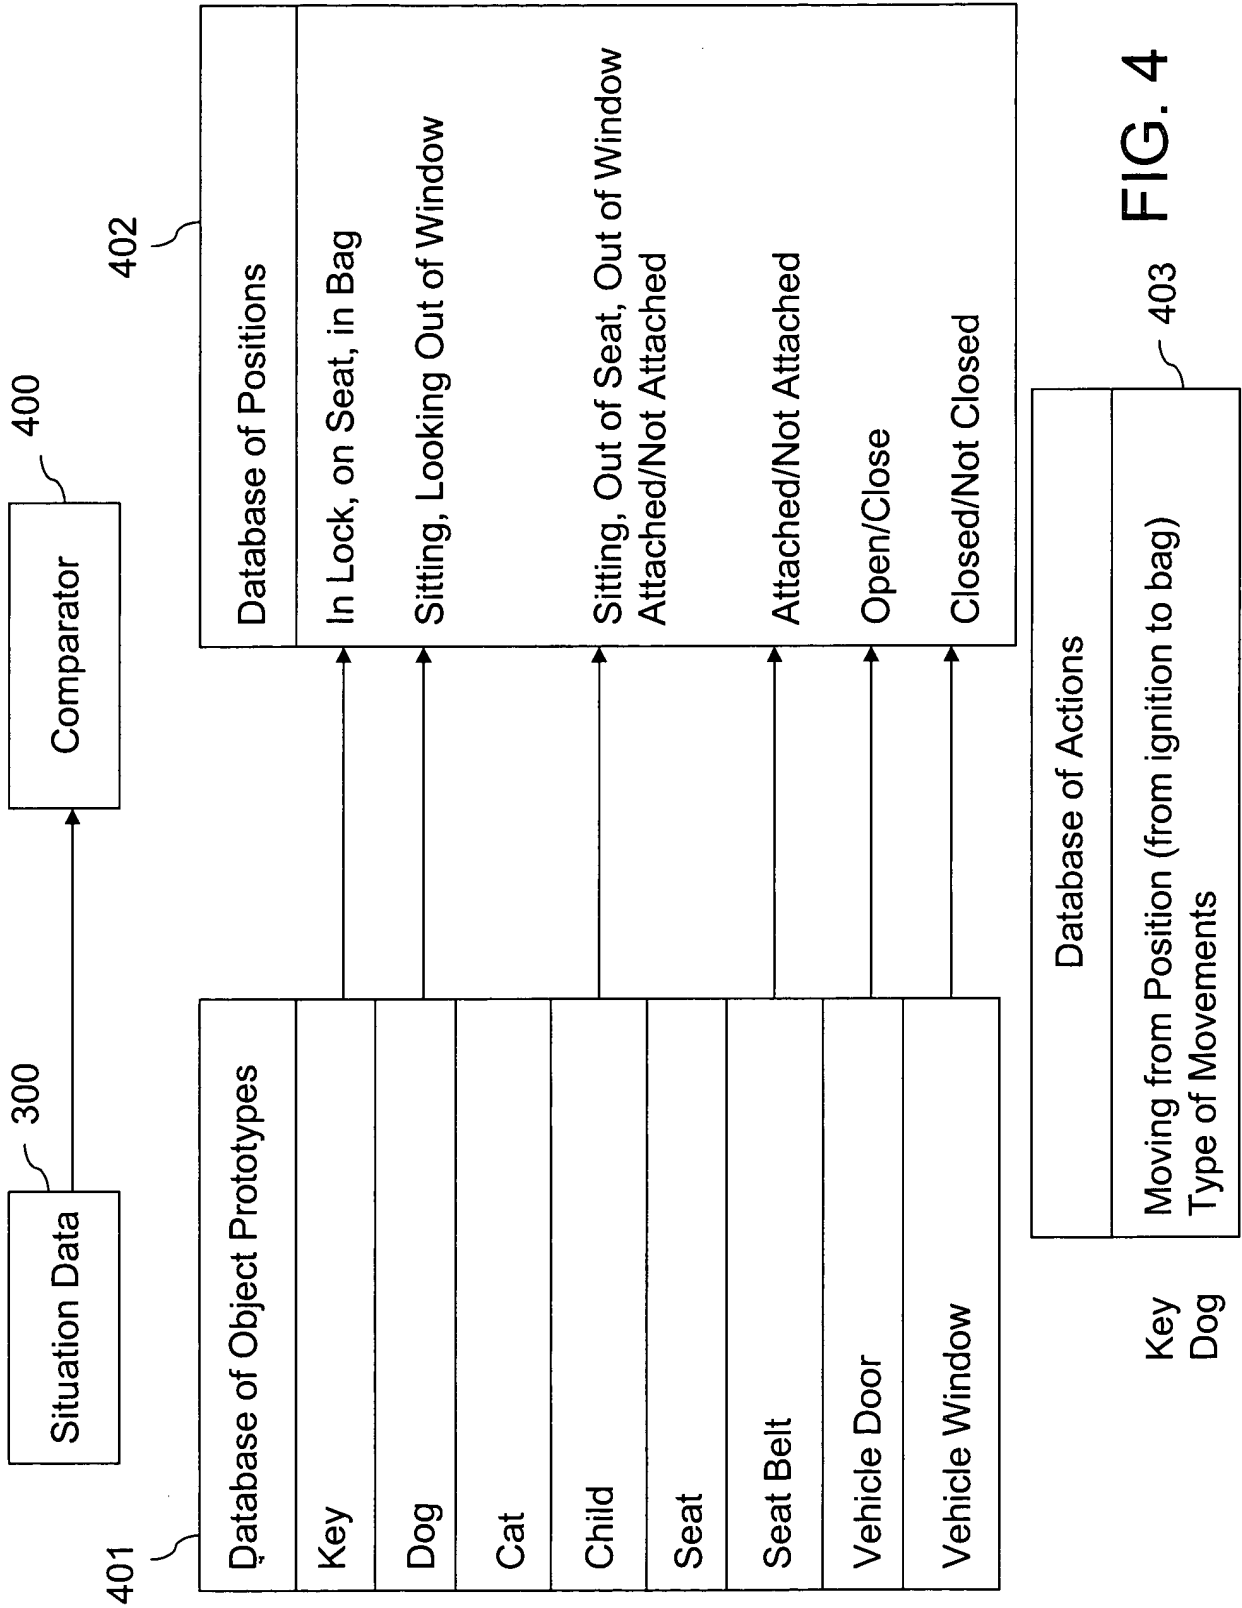 300
400
Situation Data
Comparator
401
402
Database of Object Prototypes
Key
Dog
Cat
Child
Seat
Seat Belt
Vehicle Door
Vehicle Window
Database of Positions
In Lock, on Seat, in Bag
Sitting, Looking Out of Window
Sitting, Out of Seat, Out of Window
Attached/Not Attached
Attached/Not Attached
Open/Close
Closed/Not Closed
Database of Actions
403
Key
Moving from Position (from ignition to bag)
Dog
Type of Movements
FIG. 4